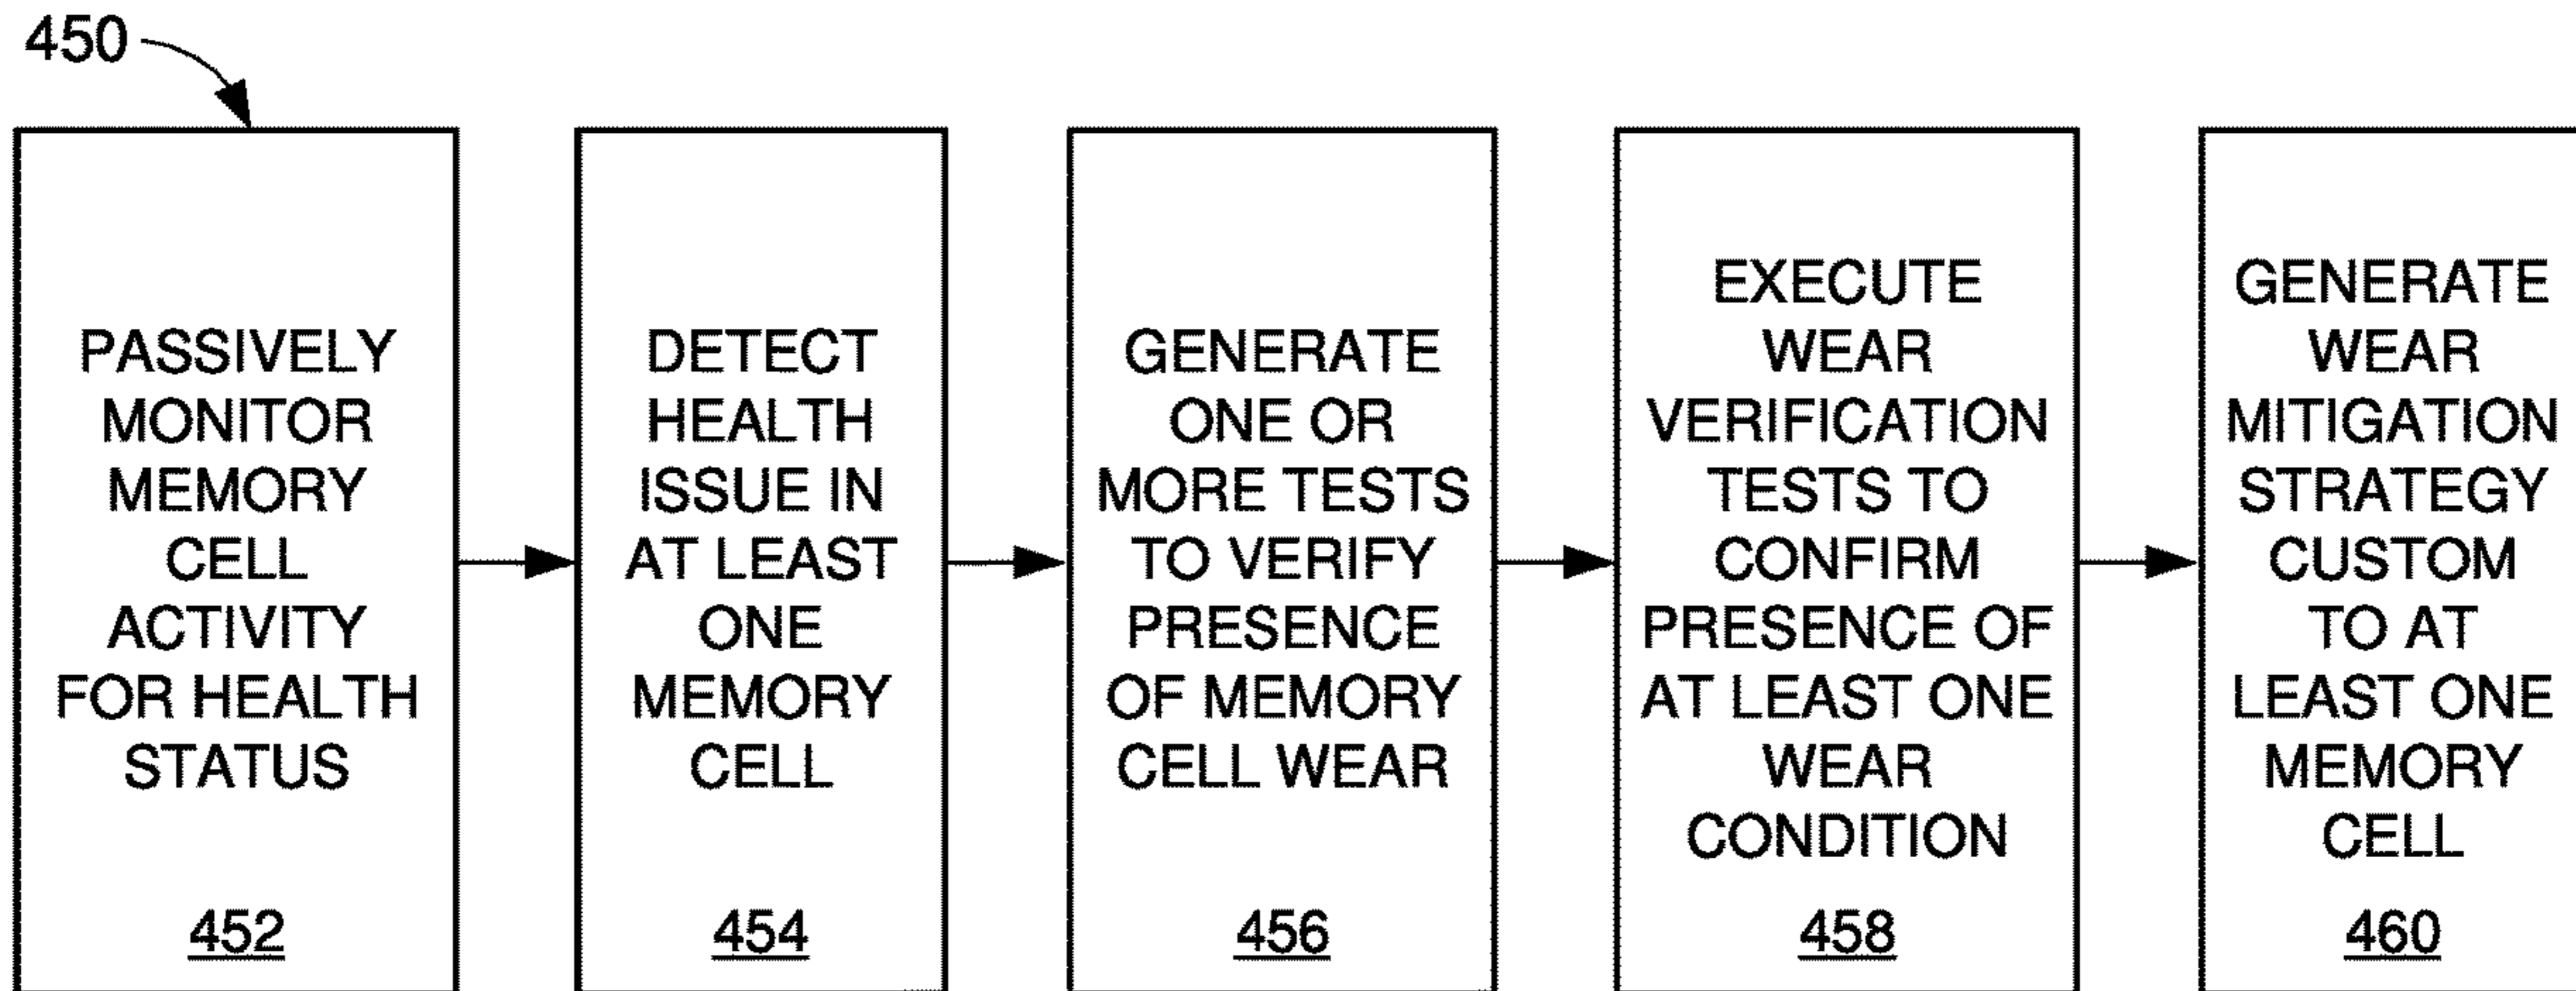 450
PASSIVELY
MONITOR
MEMORY
CELL
ACTIVITY
FOR HEALTH
STATUS
452
DETECT
HEALTH
ISSUE IN
AT LEAST
ONE
MEMORY
CELL
454
GENERATE
ONE OR
MORE TESTS
TO VERIFY
PRESENCE
OF MEMORY
CELL WEAR
456
EXECUTE
WEAR
VERIFICATION
TESTS TO
CONFIRM
PRESENCE OF
AT LEAST ONE
WEAR
CONDITION
458
GENERATE
WEAR
MITIGATION
STRATEGY
CUSTOM
TO AT
LEAST ONE
MEMORY
CELL
460